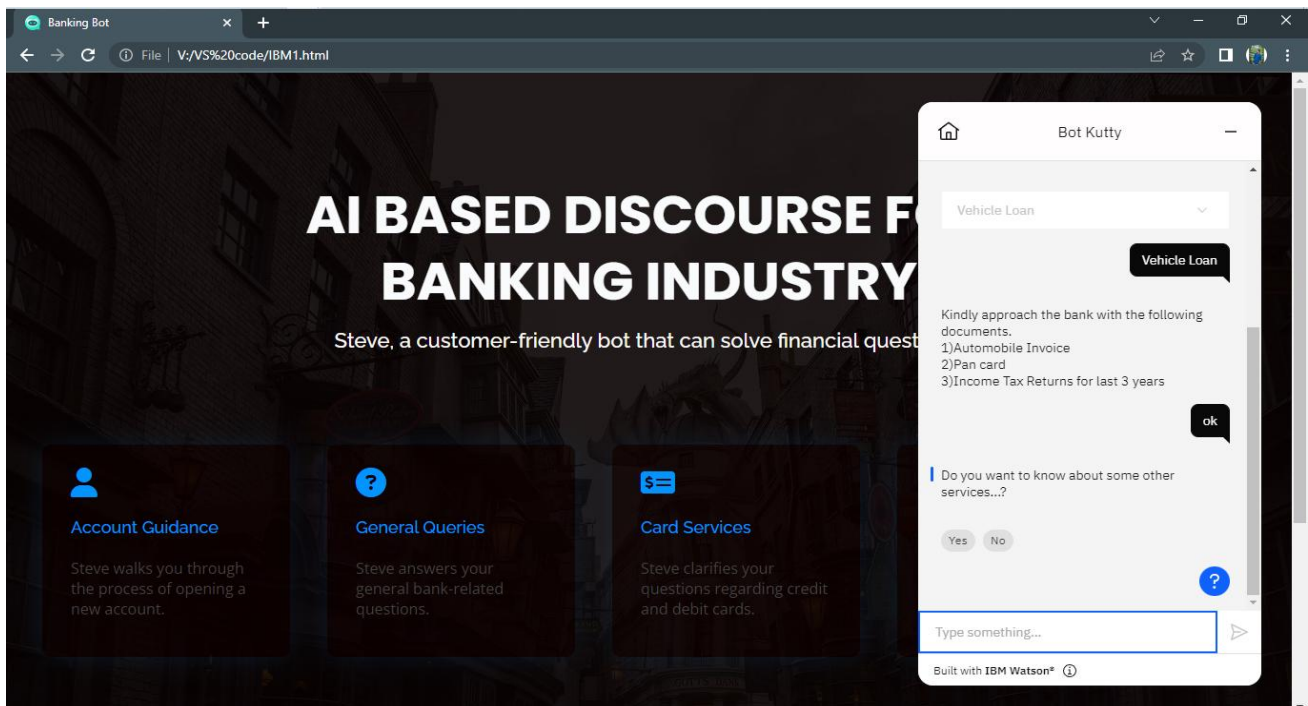 Banking Bot
File | V:/VS%20code/IBM1.html
AI BASED DISCOURSE
BANKING INDUSTRY
Steve, a customer-friendly bot that can solve financial
Account Guidance
Steve walks you through
the process of opening a
new account.
General Queries
Steve answers your
general bank-related
questions.
Card Services
Steve clarifies your
questions regarding credit
and debit cards.
Bot Kutty
Vehicle Loan
Vehicle Loan
Kindly approach the bank with the following
documents.
1)Automobile Invoice
2)Pan card
3)Income Tax Returns for last 3 years
ok
Do you want to know about some other
services...?
Yes No
Type something...
Built with IBM Watson®